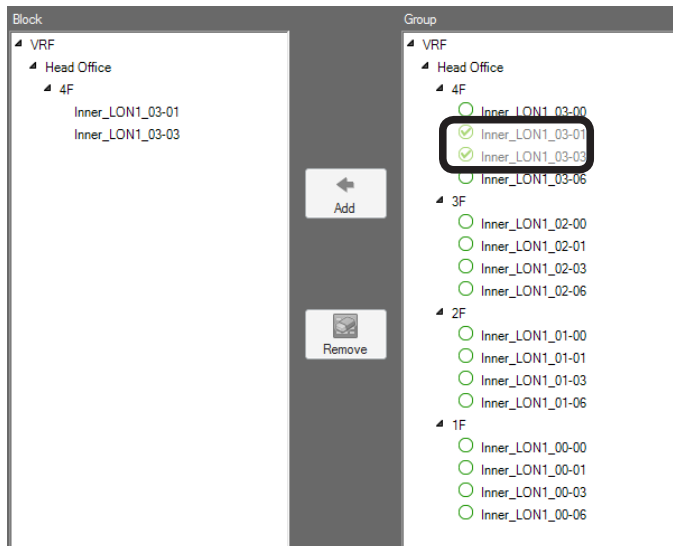 Block
VRF
Head Office
4F
Inner_LON1_03-01
Inner_LON1_03-03
Add
Remove
Group
VRF
Head Office
4F
Inner_LON1_03-00
Inner_LON1_03-01
Inner_LON1_03-03
Inner_LON1_03-06
3F
Inner_LON1_02-00
Inner_LON1_02-01
Inner_LON1_02-03
Inner_LON1_02-06
2F
Inner_LON1_01-00
Inner_LON1_01-01
Inner_LON1_01-03
Inner_LON1_01-06
1F
Inner_LON1_00-00
Inner_LON1_00-01
Inner_LON1_00-03
Inner_LON1_00-06